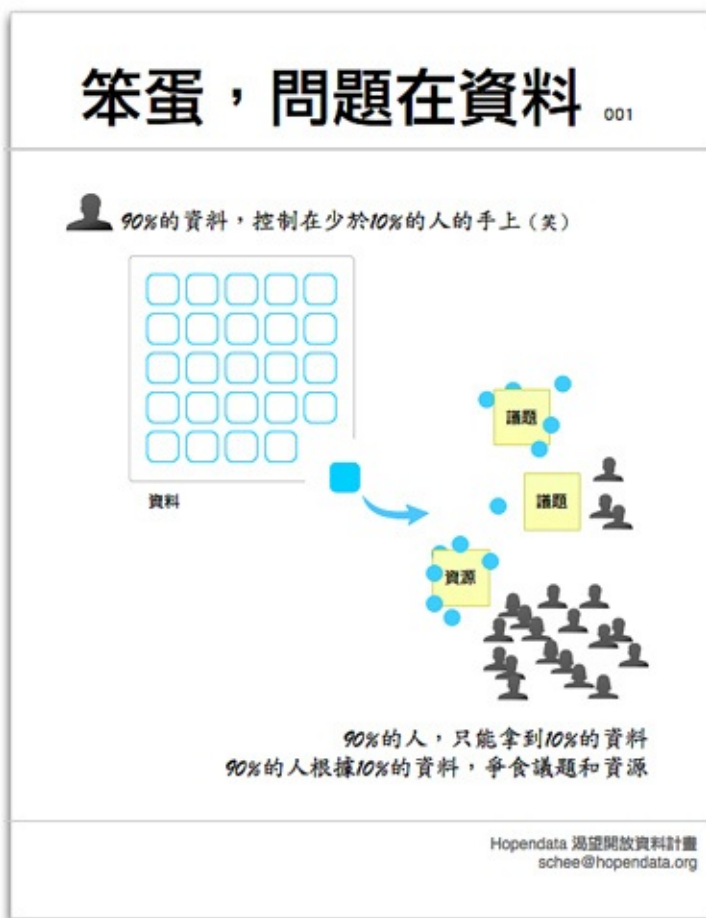 笨蛋，問題在資料 001
90%的資料，控制在少於10%的人的手上（笑）
議題
資料
議題
資源
90%的人，只能拿到10%的資料
90%的人根據10%的資料，爭食議題和資源
Hopendata 渴望開放資料計畫
schee@hopendata.org